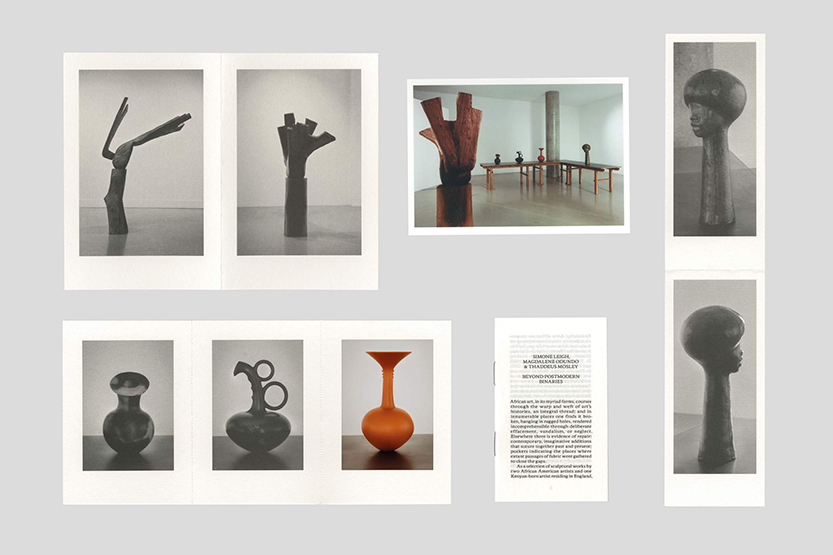 SIMONE LEIGH,
MAGDALENE ODUNDO
& THADDEUS MOSLEY
BEYOND POSTMODERN
BINARIES
African art, in its myriad forms, courses
through the warp and weft of art's
histories, an integral thread; and in
innumerable places one finds it bro-
ken, hanging in ragged holes, rendered
incomprehensible through deliberate
effacement, vandalism, or neglect.
Elsewhere there is evidence of repair:
contemporary, imaginative additions
that suture together past and present;
pockets indicating the places where
extant passages of fabric were gathered
to close the gaps.
As a selection of sculptural works by
two African American artists and one
Kenyan-born artist residing in England,